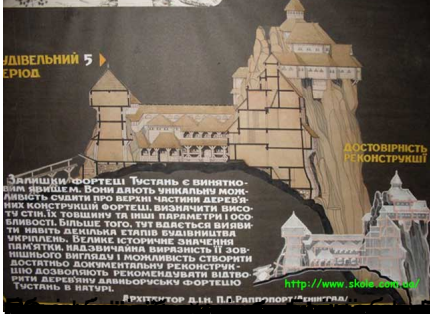 УДІВЕЛЬНИЙ 5
ЕРІОД
ДОСТОВІРНІСТЬ
РЕКОНСТРУКЦІЇ
ЗАЛИШКИ ФОРТЕЦІ ТУСТАНЬ Є ВИНЯТКО-
ВИМ ЯВИЩЕМ. ВОНИ ДАЮТЬ УНІКАЛЬНУ МОЖ-
ЛИВІСТЬ СУДИТИ ПРО ВЕРХНІ ЧАСТИНИ ДЕРЕВ'Я-
НИХ КОНСТРУКЦІЙ ФОРТЕЦІ, ВИЗНАЧИТИ ВИСО-
ТУ СТІН, ЇХ ТОВЩИНУ ТА ІНШІ ПАРАМЕТРИ І ОСО-
БЛИВОСТІ. БІЛЬШЕ ТОГО, ТУТ ВДАЄТЬСЯ ВИЯВИ-
ТИ НАВІТЬ ДЕКІЛЬКА ЕТАПІВ БУДІВНИЦТВА
УКРІПЛЕНЬ. ВЕЛИКЕ ІСТОРИЧНЕ ЗНАЧЕННЯ
ПАМ'ЯТКИ, НАДЗВИЧАЙНА ВИРАЗНІСТЬ ЇЇ ЗОВ-
НІШНЬОГО ВИГЛЯДУ І МОЖЛИВІСТЬ СТВОРИТИ
ДОСТАТНЬО ДОКУМЕНТАЛЬНУ РЕКОНСТРУК-
ЦІЮ ДОЗВОЛЯЮТЬ РЕКОМЕНДУВАТИ ВІДТВО-
РИТИ ДЕРЕВ'ЯНУ ДАВНЬОРУСЬКУ ФОРТЕЦЮ
ТУСТАНЬ В НАТУРІ.
АРХІТЕКТОР Д.І.Н. П.Г. РАППОПОРТ /ЛЕНІНГРАД/
http://www.skole.com.ua/